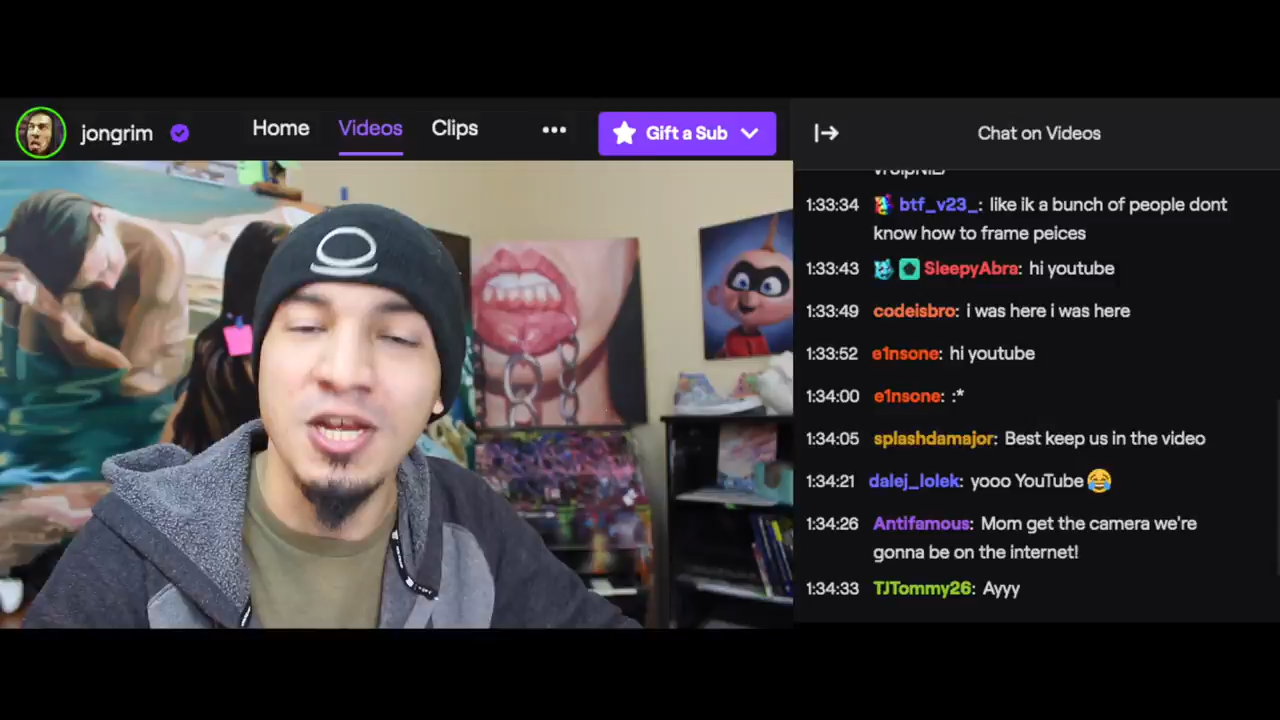 jongrim
Home
Videos
Clips
Gift a Sub
Chat on Videos
1:33:34 btf_v23_: like ik a bunch of people dont
know how to frame peices
1:33:43 SleepyAbra: hi youtube
1:33:49 codeisbro: i was here i was here
1:33:52 e1nsone: hi youtube
1:34:00 e1nsone: :*
1:34:05 splashdamajor: Best keep us in the video
1:34:21 dalej_lolek: yooo YouTube 😂
1:34:26 Antifamous: Mom get the camera we're
gonna be on the internet!
1:34:33 TJTommy26: Ayyy